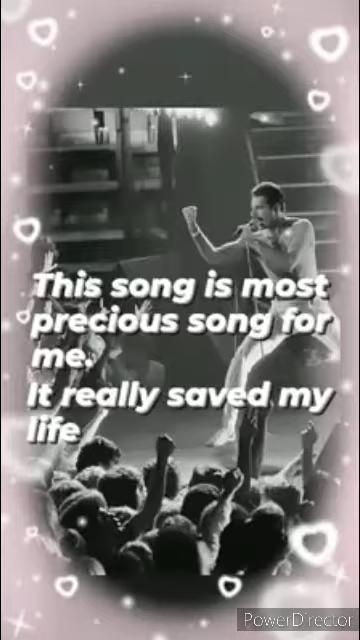 This song is most
precious song for
me.
It really saved my
life
PowerDirector